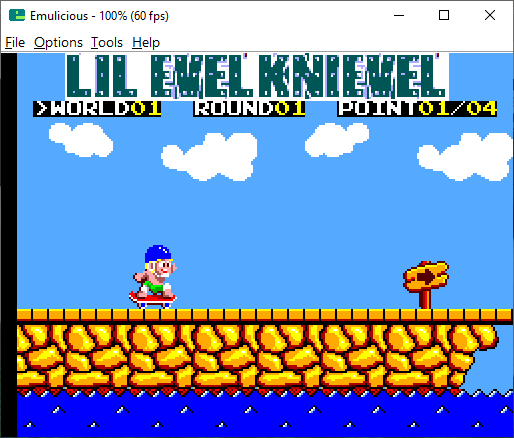 Emulicious - 100% (60 fps)
File Options Tools Help
LIL EVEL KNIEVEL
>WORLD01 ROUND01 POINT01/04